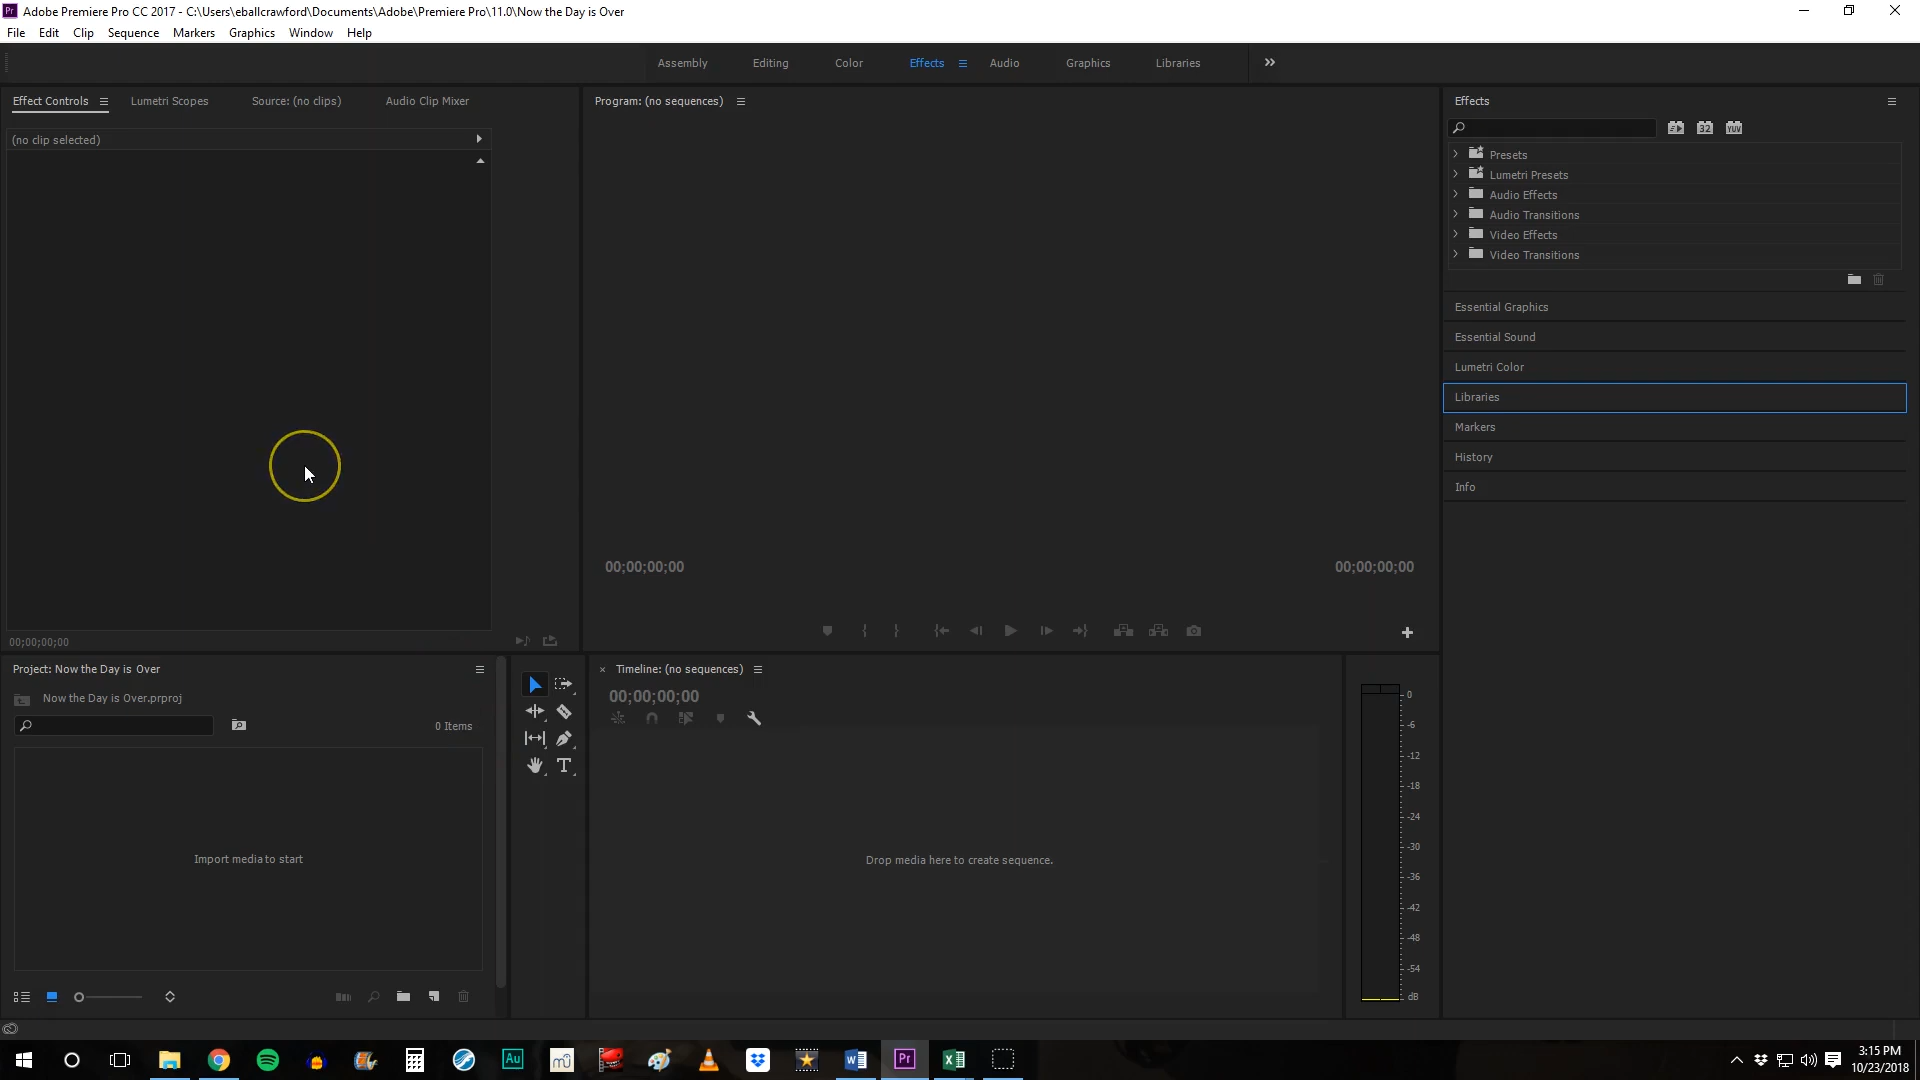 Adobe Premiere Pro CC 2017 - C:\Users\eballcrawford\Documents\Adobe\Premiere Pro\11.0\Now the Day is Over
File Edit Clip Sequence Markers Graphics Window Help
Assembly Editing Color Effects Audio Graphics Libraries
Effect Controls Lumetri Scopes Source: (no clips) Audio Clip Mixer
(no clip selected)
00;00;00;00
Program: (no sequences)
00;00;00;00 00;00;00;00
Effects
32 YUV
Presets
Lumetri Presets
Audio Effects
Audio Transitions
Video Effects
Video Transitions
Essential Graphics
Essential Sound
Lumetri Color
Libraries
Markers
History
Info
Project: Now the Day is Over
Now the Day is Over.prproj
0 Items
Import media to start
T
× Timeline: (no sequences)
00;00;00;00
Drop media here to create sequence.
0
-6
-12
-18
-24
-30
-36
-42
-48
-54
dB
Au
Pr
3:15 PM
10/23/2018